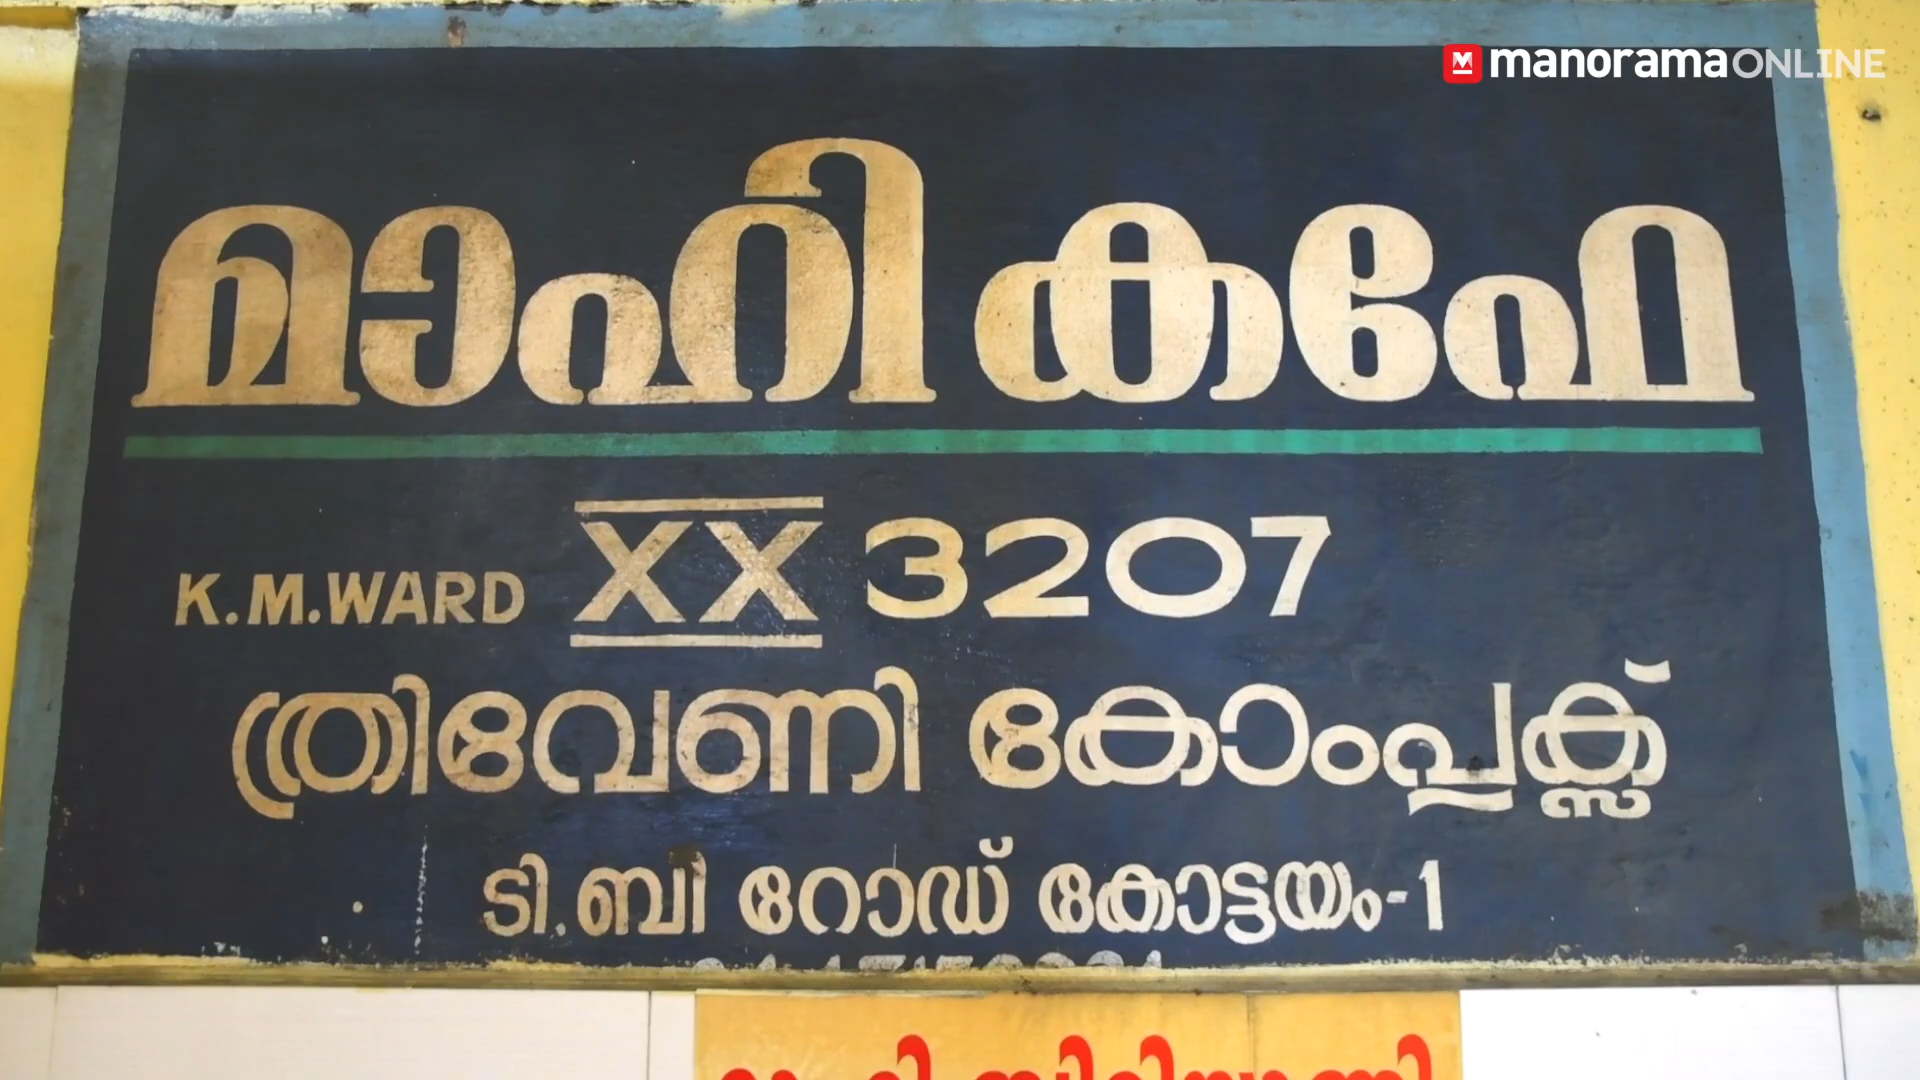 manoramaONLINE
മാഹി കഫേ
K.M.WARD XX 3207
ത്രിവേണി കോംപ്ലക്സ്
ടി.ബി റോഡ് കോട്ടയം-1